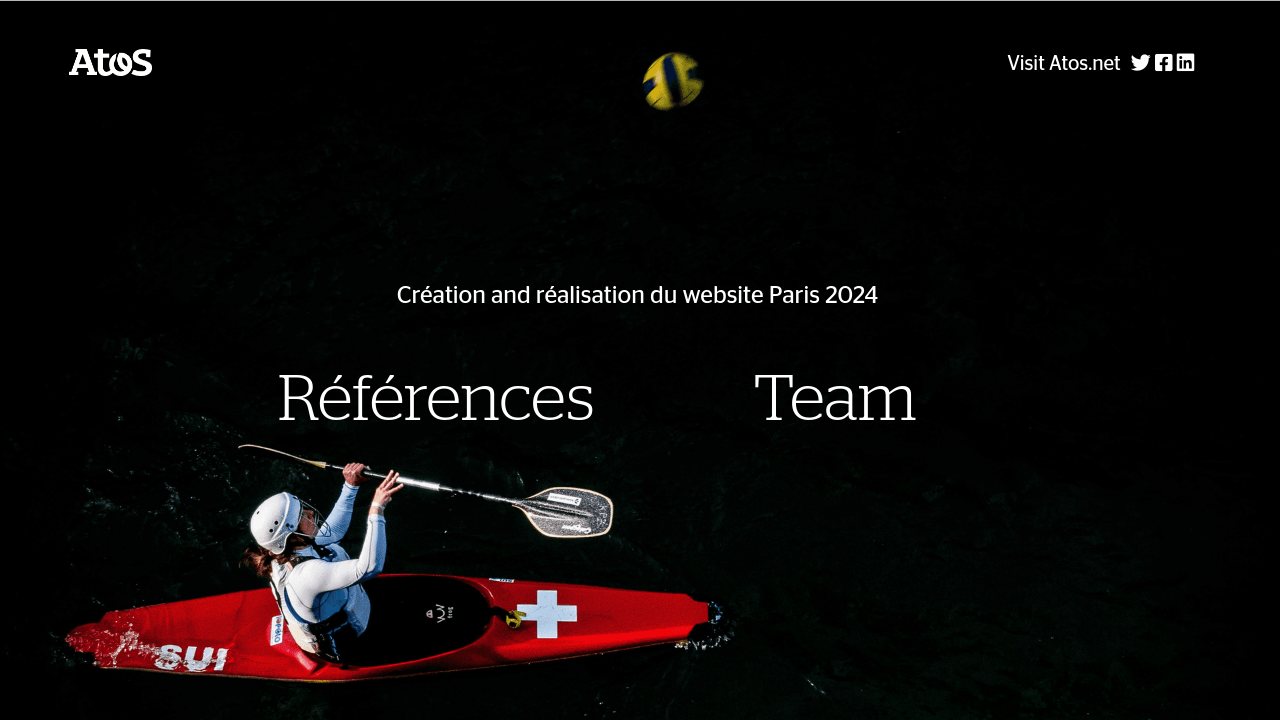 Atos
Visit Atos.net
Création and réalisation du website Paris 2024
Références
Team
SUI